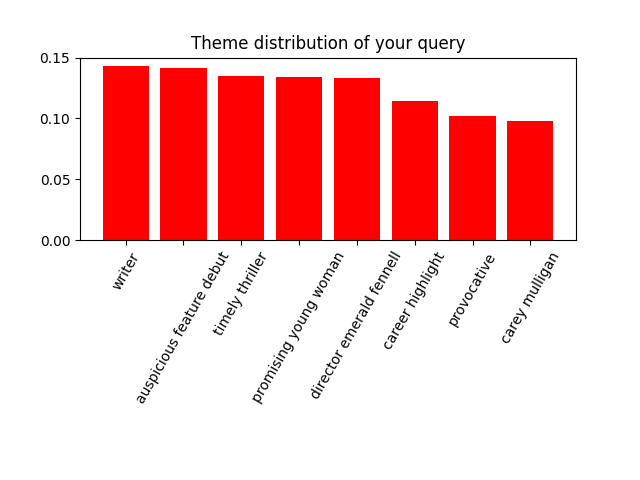 Theme distribution of your query
0.15
0.10
0.05
0.00
writer
auspicious feature debut
timely thriller
promising young woman
director emerald fennell
career highlight
provocative
carey mulligan